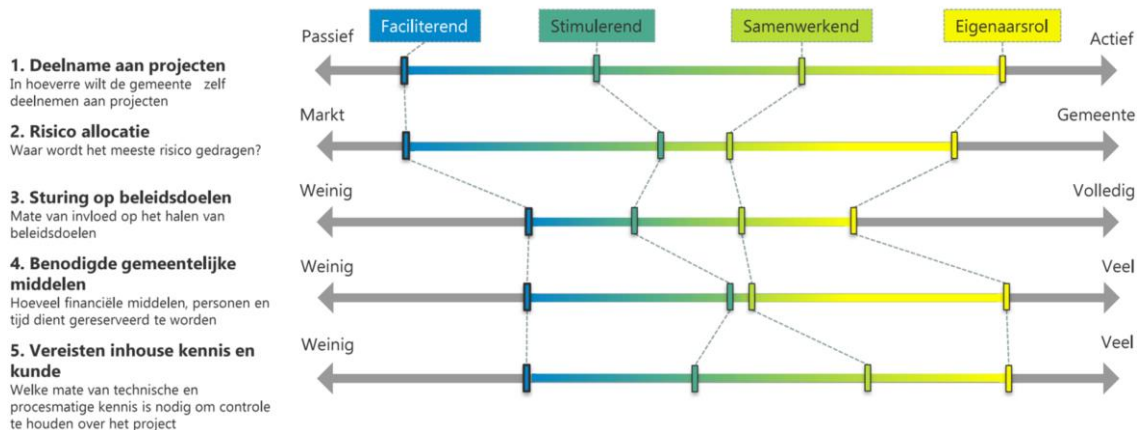 Faciliterend
Stimulerend
Samenwerkend
Eigenaarsrol
Passief
Actief
1. Deelname aan projecten
In hoeverre wilt de gemeente zelf
deelnemen aan projecten
Markt
Gemeente
2. Risico allocatie
Waar wordt het meeste risico gedragen?
Weinig
Volledig
3. Sturing op beleidsdoelen
Mate van invloed op het halen van
beleidsdoelen
Weinig
Veel
4. Benodigde gemeentelijke
middelen
Hoeveel financiële middelen, personen en
tijd dient gereserveerd te worden
Weinig
Veel
5. Vereisten inhouse kennis en
kunde
Welke mate van technische en
procesmatige kennis is nodig om controle
te houden over het project